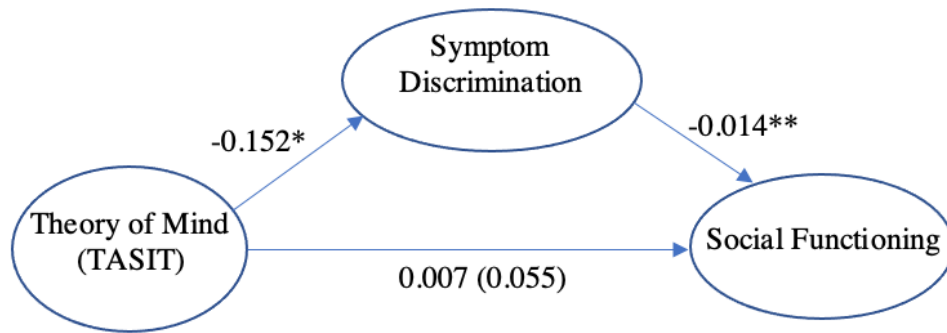 Symptom
Discrimination
-0.152*
-0.014**
Theory of Mind
(TASIT)
Social Functioning
0.007 (0.055)